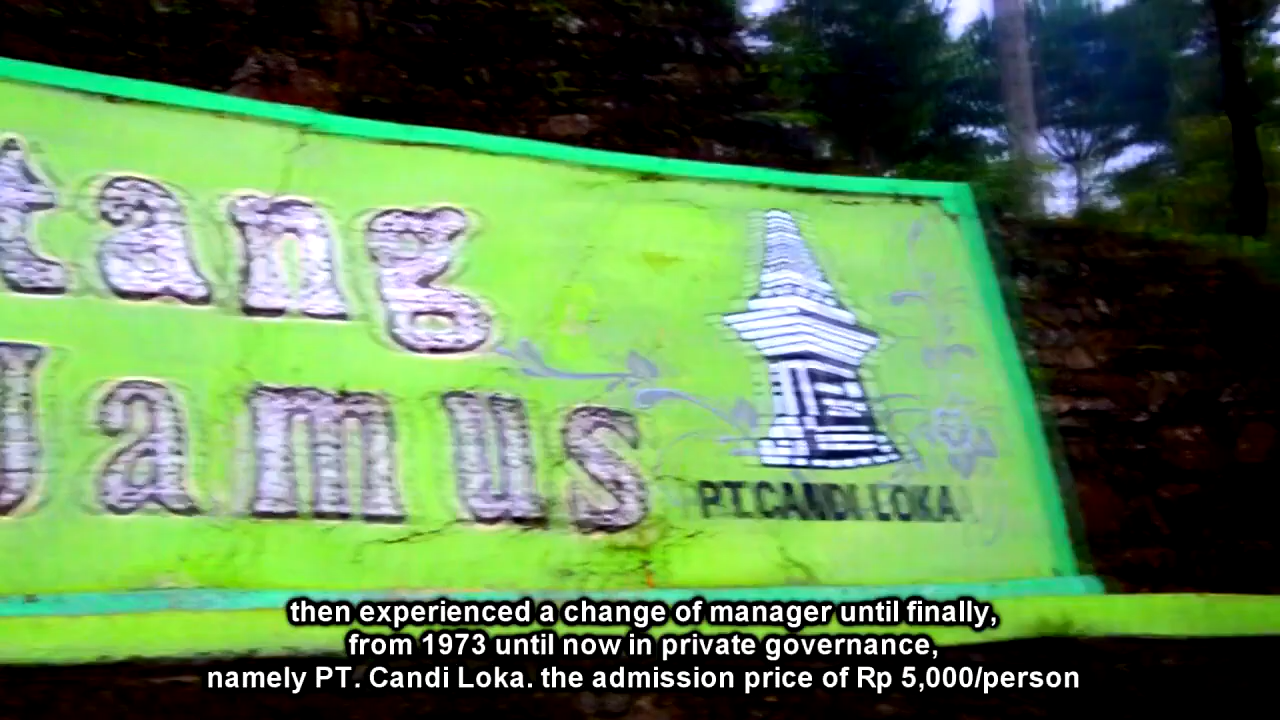 tang
Jamus
PT.CANDI LOKA
then experienced a change of manager until finally,
from 1973 until now in private governance,
namely PT. Candi Loka. the admission price of Rp 5,000/person